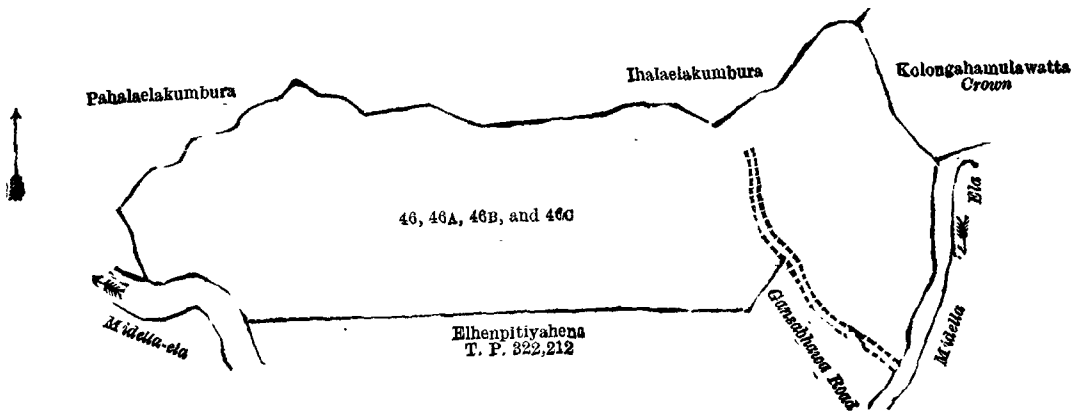 Pahalaelakumbura
Ihalaelakumbura
Kolongahamulawatta
Crown
46, 46A, 46B, and 46C
Ela
Midella-ela
Elhenpitiyahena
T. P. 322,212
Gansabhawa Road
Midella